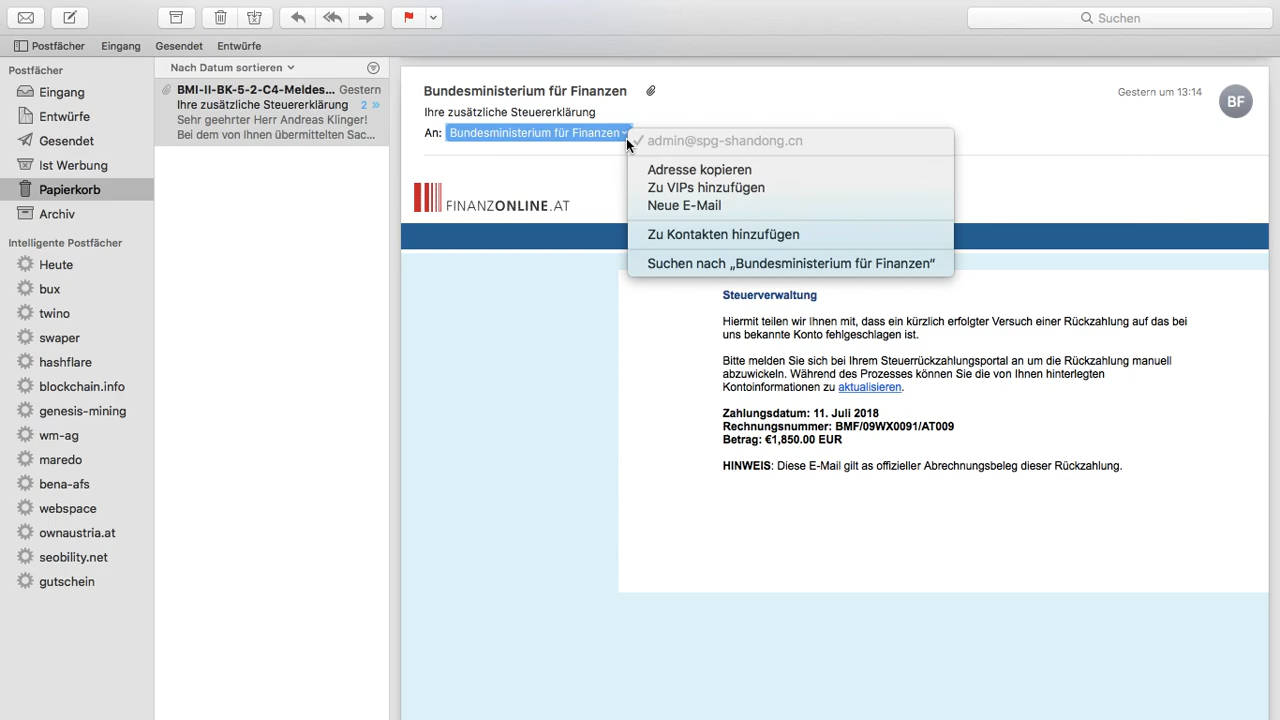 Suchen
Postfächer Eingang Gesendet Entwürfe
Postfächer
Eingang
Entwürfe
Gesendet
Ist Werbung
Papierkorb
Archiv
Intelligente Postfächer
Heute
bux
twino
swaper
hashflare
blockchain.info
genesis-mining
wm-ag
maredo
bena-afs
webspace
ownaustria.at
seobility.net
gutschein
Nach Datum sortieren
BMI-II-BK-5-2-C4-Meldes... Gestern
Ihre zusätzliche Steuererklärung 2 »
Sehr geehrter Herr Andreas Klinger!
Bei dem von Ihnen übermittelten Sac...
Bundesministerium für Finanzen
Gestern um 13:14
BF
Ihre zusätzliche Steuererklärung
An: Bundesministerium für Finanzen
admin@spg-shandong.cn
Adresse kopieren
Zu VIPs hinzufügen
Neue E-Mail
Zu Kontakten hinzufügen
Suchen nach „Bundesministerium für Finanzen“
FINANZONLINE.AT
Steuerverwaltung
Hiermit teilen wir Ihnen mit, dass ein kürzlich erfolgter Versuch einer Rückzahlung auf das bei
uns bekannte Konto fehlgeschlagen ist.
Bitte melden Sie sich bei Ihrem Steuerrückzahlungsportal an um die Rückzahlung manuell
abzuwickeln. Während des Prozesses können Sie die von Ihnen hinterlegten
Kontoinformationen zu aktualisieren.
Zahlungsdatum: 11. Juli 2018
Rechnungsnummer: BMF/09WX0091/AT009
Betrag: €1,850.00 EUR
HINWEIS: Diese E-Mail gilt as offizieller Abrechnungsbeleg dieser Rückzahlung.